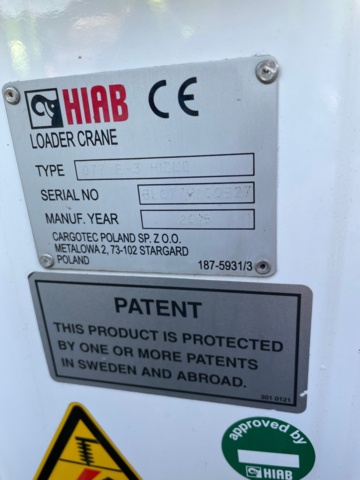 HIAB CE
LOADER CRANE
TYPE
SERIAL NO
MANUF. YEAR
CARGOTEC POLAND SP. Z O.O.
METALOWA 2, 73-102 STARGARD
POLAND 187-5931/3
PATENT
THIS PRODUCT IS PROTECTED
BY ONE OR MORE PATENTS
IN SWEDEN AND ABROAD.
301 0121
approved by
HIAB